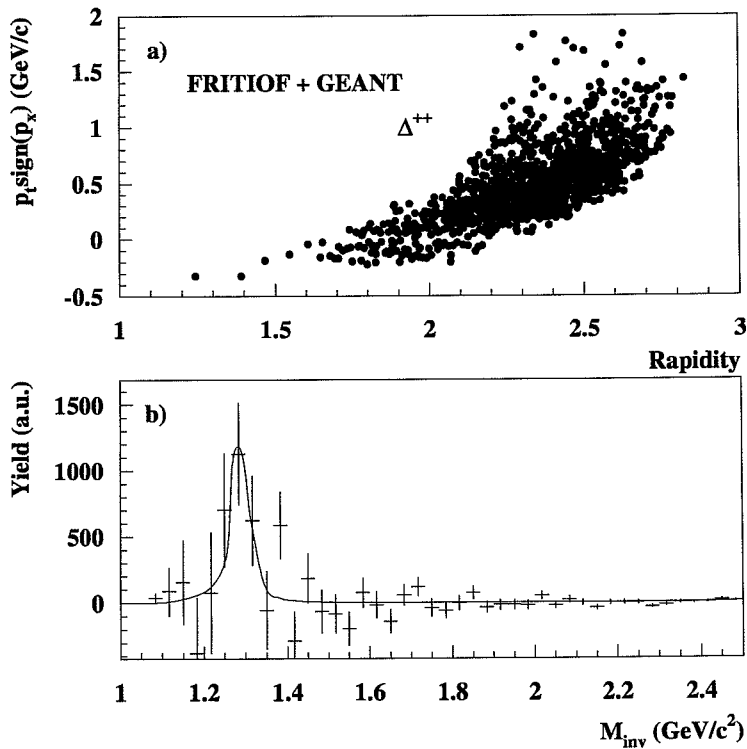 2
1.5
1
0.5
0
-0.5
p_t sign(p_x) (GeV/c)
a)
FRITIOF + GEANT
Δ^{++}
1 1.5 2 2.5 3
Rapidity
1500
1000
500
0
Yield (a.u.)
b)
1 1.2 1.4 1.6 1.8 2 2.2 2.4
M_{inv} (GeV/c^2)